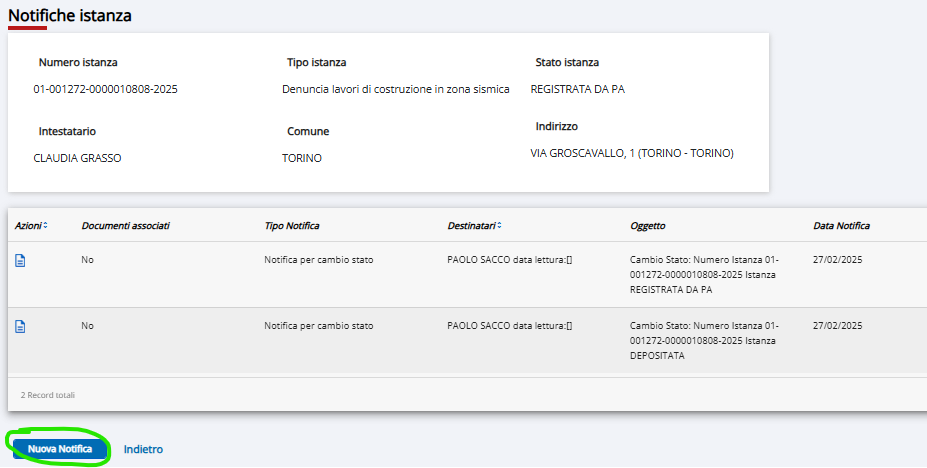 Notifiche istanza
Numero istanza Tipo istanza Stato istanza
01-001272-0000010808-2025 Denuncia lavori di costruzione in zona sismica REGISTRATA DA PA
Intestatario Comune Indirizzo
CLAUDIA GRASSO TORINO VIA GROSCAVALLO, 1 (TORINO - TORINO)
Azioni Documenti associati Tipo Notifica Destinatari Oggetto Data Notifica
No Notifica per cambio stato PAOLO SACCO data lettura:[] Cambio Stato: Numero Istanza 01-
001272-0000010808-2025 Istanza
REGISTRATA DA PA
27/02/2025
No Notifica per cambio stato PAOLO SACCO data lettura:[] Cambio Stato: Numero Istanza 01-
001272-0000010808-2025 Istanza
DEPOSITATA
27/02/2025
2 Record totali
Nuova Notifica Indietro